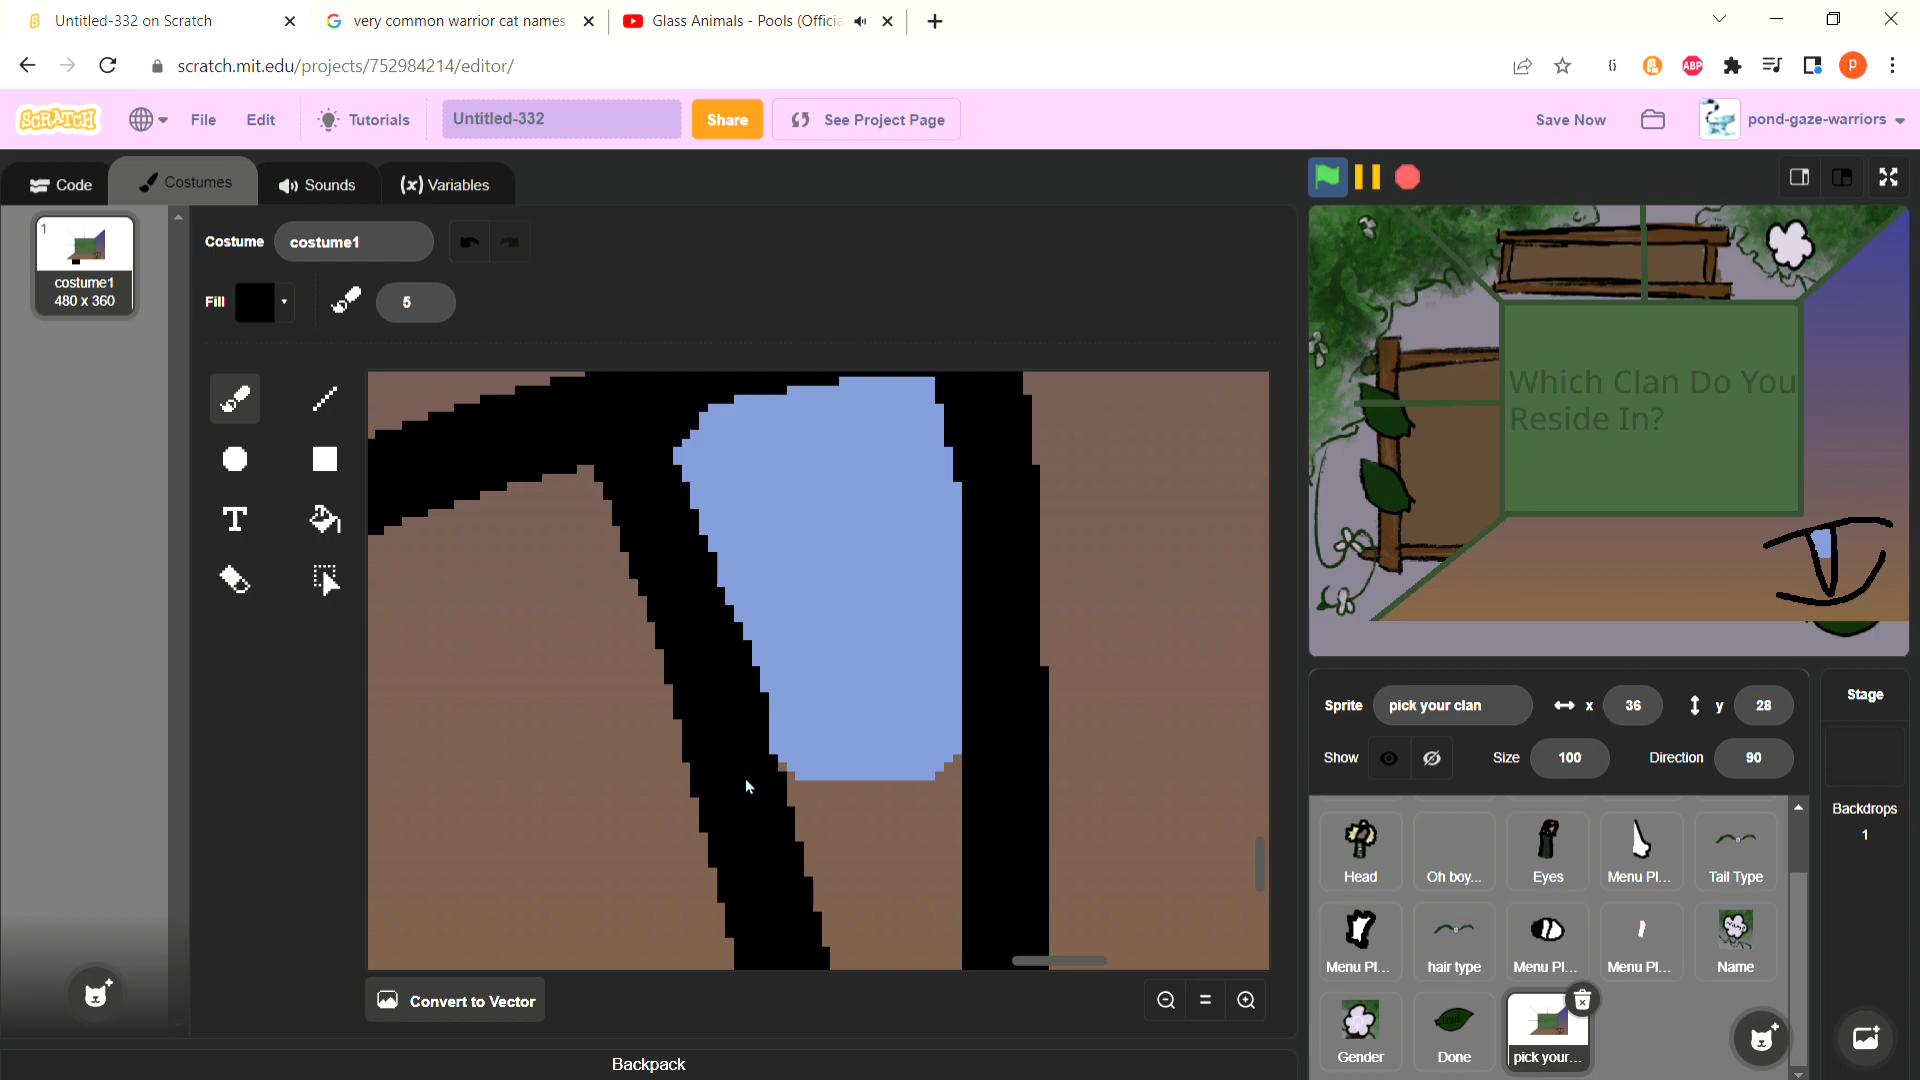 Untitled-332 on Scratch
very common warrior cat names
Glass Animals - Pools (Officia
scratch.mit.edu/projects/752984214/editor/
ABP
P
SCRATCH
File
Edit
Tutorials
Untitled-332
Share
See Project Page
Save Now
pond-gaze-warriors
Code
Costumes
Sounds
(x) Variables
1
costume1
480 x 360
Costume
costume1
Fill
5
T
Convert to Vector
Backpack
Which Clan Do You
Reside In?
Sprite
pick your clan
x
36
y
28
Show
Size
100
Direction
90
Stage
Backdrops
1
Head
Oh boy...
Eyes
Menu Pl...
Tail Type
Menu Pl...
hair type
Menu Pl...
Menu Pl...
Name
Gender
Done
pick your...